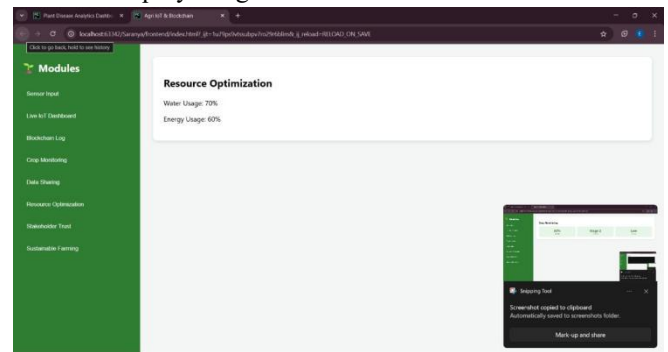 Plant Disease Analytics Dashbo
Agri IoT & Blockchain
Click to go back, hold to see history
Modules
Sensor Input
Live IoT Dashboard
Blockchain Log
Crop Monitoring
Data Sharing
Resource Optimization
Stakeholder Trust
Sustainable Farming
Resource Optimization
Water Usage: 70%
Energy Usage: 60%
Snipping Tool
Screenshot copied to clipboard
Automatically saved to screenshots folder.
Mark-up and share